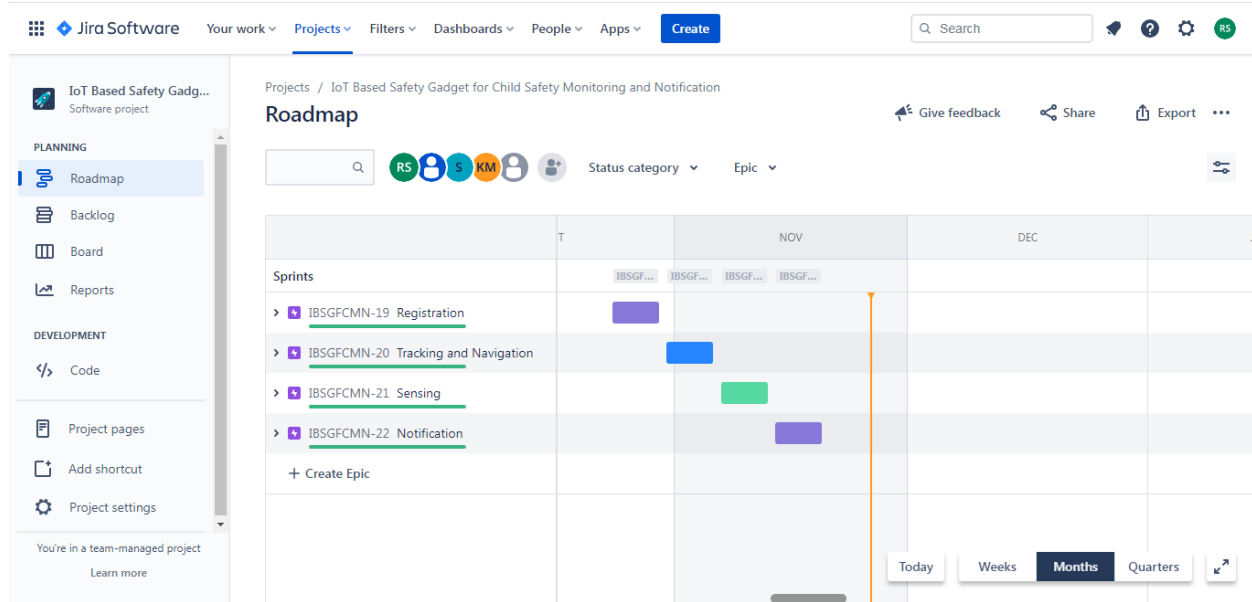 Jira Software Your work Projects Filters Dashboards People Apps Create Search RS
IoT Based Safety Gadg...
Software project
PLANNING
Roadmap
Backlog
Board
Reports
DEVELOPMENT
Code
Project pages
Add shortcut
Project settings
You're in a team-managed project
Learn more
Projects / IoT Based Safety Gadget for Child Safety Monitoring and Notification
Roadmap
Give feedback Share Export
RS S KM Status category Epic
T NOV DEC
Sprints IBSGF... IBSGF... IBSGF... IBSGF...
IBSGFCMN-19 Registration
IBSGFCMN-20 Tracking and Navigation
IBSGFCMN-21 Sensing
IBSGFCMN-22 Notification
+ Create Epic
Today Weeks Months Quarters